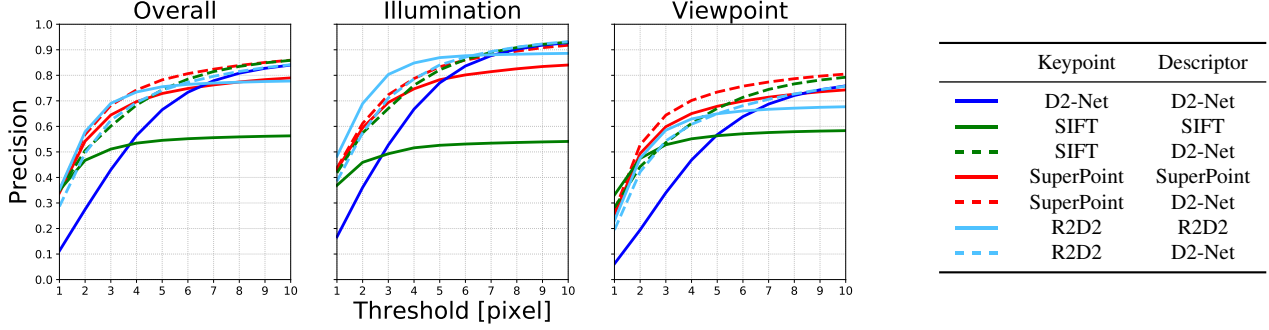 Overall
Illumination
Viewpoint
Precision
1.0
0.9
0.8
0.7
0.6
0.5
0.4
0.3
0.2
0.1
0.0
1 2 3 4 5 6 7 8 9 10
1 2 3 4 5 6 7 8 9 10
1 2 3 4 5 6 7 8 9 10
Threshold [pixel]
Keypoint Descriptor
D2-Net D2-Net
SIFT SIFT
SIFT D2-Net
SuperPoint SuperPoint
SuperPoint D2-Net
R2D2 R2D2
R2D2 D2-Net